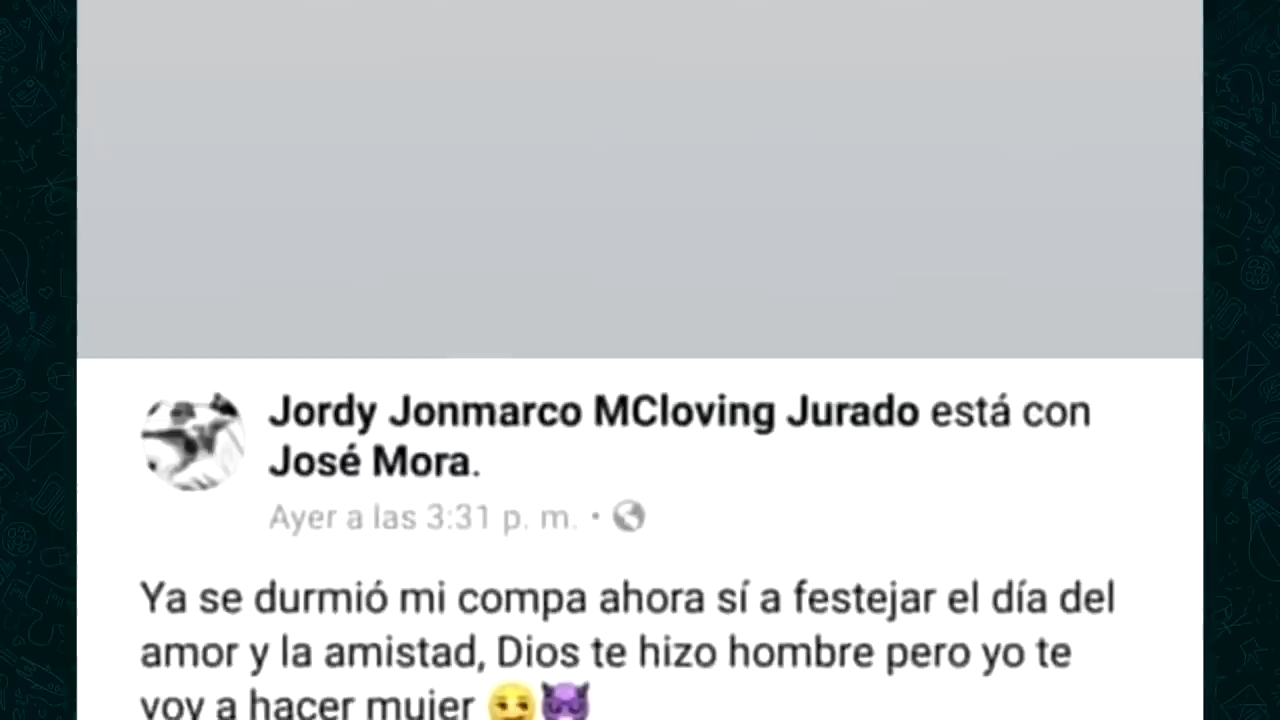 Jordy Jonmarco MCloving Jurado está con
José Mora.
Ayer a las 3:31 p. m. •
Ya se durmió mi compa ahora sí a festejar el día del
amor y la amistad, Dios te hizo hombre pero yo te
voy a hacer mujer 😉😈